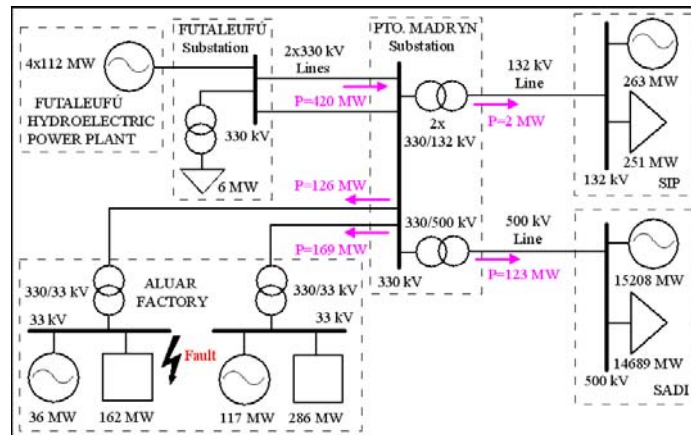 FUTALEUFÚ
Substation
2x330 kV
Lines
PTO. MADRYN
Substation
132 kV
Line
4x112 MW
263 MW
P=420 MW
2x
330/132 kV
P=2 MW
FUTALEUFÚ
HYDROELECTRIC
POWER PLANT
330 kV
6 MW
251 MW
SIP
132 kV
P=126 MW
330/500 kV
500 kV
Line
P=169 MW
P=123 MW
330 kV
15208 MW
330/33 kV
ALUAR
FACTORY
330/33 kV
33 kV
33 kV
Fault
14689 MW
500 kV
SADI
36 MW
162 MW
117 MW
286 MW